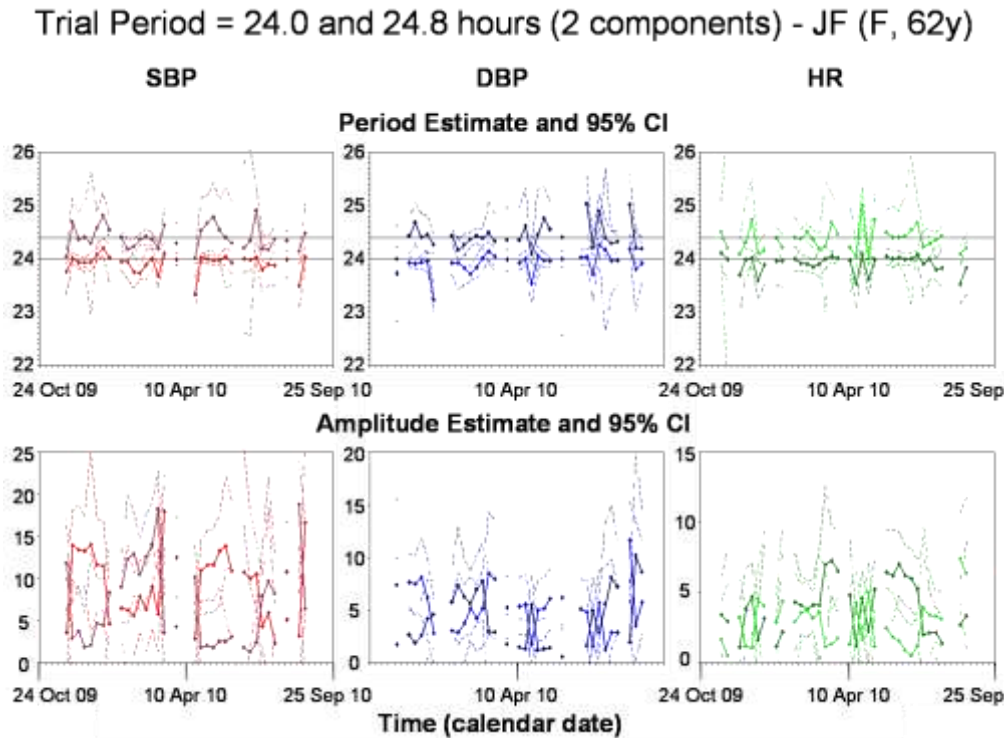 Trial Period = 24.0 and 24.8 hours (2 components) - JF (F, 62y)
SBP DBP HR
Period Estimate and 95% CI
26 26 26
25 25 25
24 24 24
23 23 23
22 22 22
24 Oct 09 10 Apr 10 25 Sep 10 10 Apr 10 24 Oct 09 10 Apr 10 25 Sep
Amplitude Estimate and 95% CI
25 20 15
20 15 10
15 10 5
10 5 0
5 0
0
24 Oct 09 10 Apr 10 25 Sep 10 10 Apr 10 24 Oct 09 10 Apr 10 25 Sep
Time (calendar date)